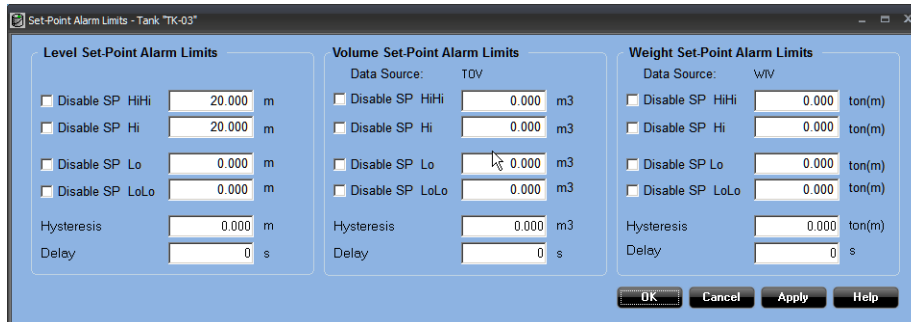 Set-Point Alarm Limits - Tank "TK-03"
Level Set-Point Alarm Limits
Disable SP HiHi 20.000 m
Disable SP Hi 20.000 m
Disable SP Lo 0.000 m
Disable SP LoLo 0.000 m
Hysteresis 0.000 m
Delay 0 s
Volume Set-Point Alarm Limits
Data Source: TOV
Disable SP HiHi 0.000 m3
Disable SP Hi 0.000 m3
Disable SP Lo 0.000 m3
Disable SP LoLo 0.000 m3
Hysteresis 0.000 m3
Delay 0 s
Weight Set-Point Alarm Limits
Data Source: WIV
Disable SP HiHi 0.000 ton(m)
Disable SP Hi 0.000 ton(m)
Disable SP Lo 0.000 ton(m)
Disable SP LoLo 0.000 ton(m)
Hysteresis 0.000 ton(m)
Delay 0 s
OK Cancel Apply Help